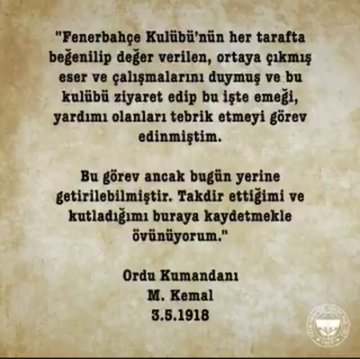 "Fenerbahçe Kulübü'nün her tarafta
beğenilip değer verilen, ortaya çıkmış
eser ve çalışmalarını duymuş ve bu
kulübü ziyaret edip bu işte emeği,
yardımı olanları tebrik etmeyi görev
edinmiştim.
Bu görev ancak bugün yerine
getirilebilmiştir. Takdir ettiğimi ve
kutladığımı buraya kaydetmekle
övünüyorum."
Ordu Kumandanı
M. Kemal
3.5.1918